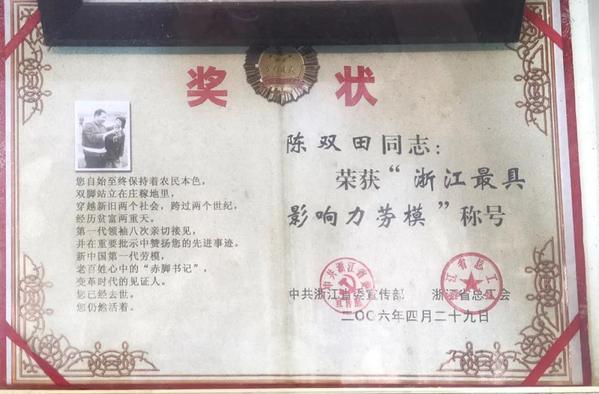 奖状
陈双田同志：
荣获“浙江最具
影响力劳模”称号
您自始至终保持着农民本色，
双脚站立在庄稼地里，
穿越新旧两个社会，跨过两个世纪，
经历贫富两重天。
第一代领袖八次亲切接见，
并在重要批示中赞扬您的先进事迹。
新中国第一代劳模，
老百姓心中的“赤脚书记”，
变革时代的见证人。
您已经去世。
您仍然活着。
中共浙江省委宣传部 浙江省总工会
二〇〇六年四月二十九日